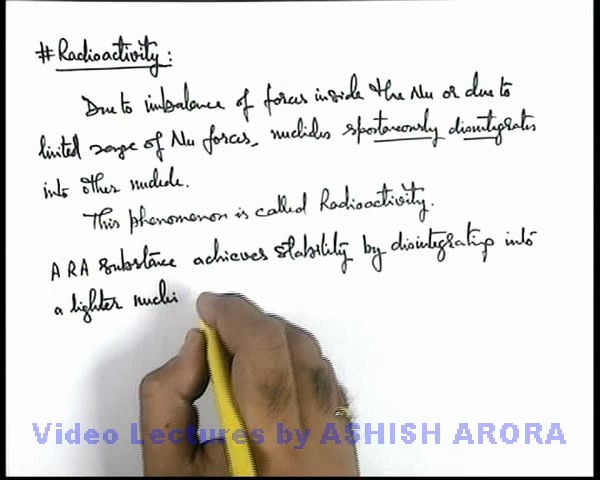 # Radioactivity:
Due to imbalance of forces inside the Nu or due to
limited range of Nu forces, nuclides spontaneously disintegrates
into other nuclide.
This phenomenon is called Radioactivity.
A RA substance achieves stability by disintegrating into
a lighter nuclei
Video Lectures by ASHISH ARORA